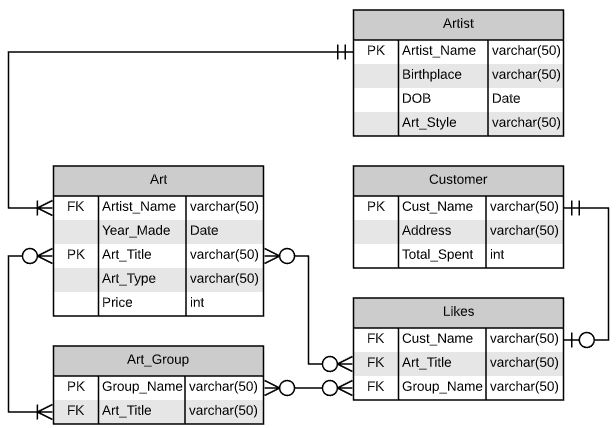 Artist
PK Artist_Name varchar(50)
Birthplace varchar(50)
DOB Date
Art_Style varchar(50)
Art
FK Artist_Name varchar(50)
Year_Made Date
PK Art_Title varchar(50)
Art_Type varchar(50)
Price int
Customer
PK Cust_Name varchar(50)
Address varchar(50)
Total_Spent int
Likes
FK Cust_Name varchar(50)
FK Art_Title varchar(50)
FK Group_Name varchar(50)
Art_Group
PK Group_Name varchar(50)
FK Art_Title varchar(50)